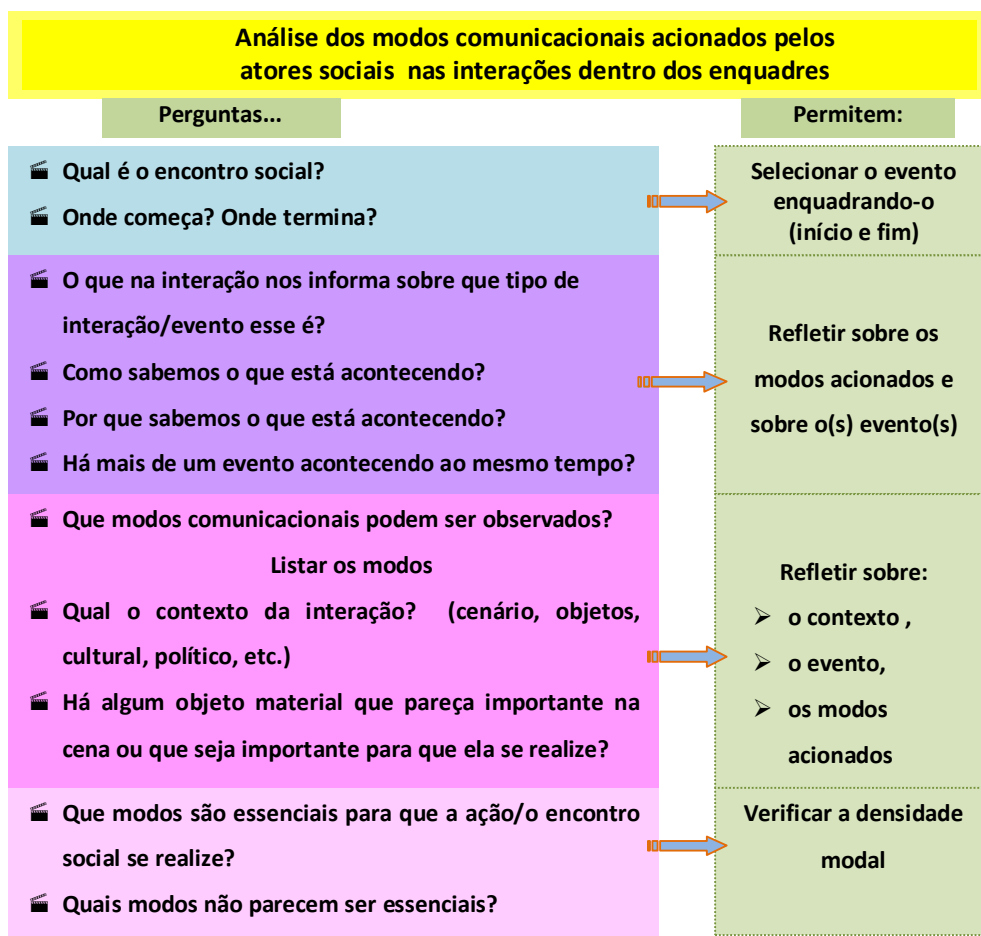 Análise dos modos comunicacionais acionados pelos
atores sociais nas interações dentro dos enquadres
Perguntas...
Permitem:
Qual é o encontro social?
Onde começa? Onde termina?
Selecionar o evento
enquadrando-o
(início e fim)
O que na interação nos informa sobre que tipo de
interação/evento esse é?
Como sabemos o que está acontecendo?
Por que sabemos o que está acontecendo?
Há mais de um evento acontecendo ao mesmo tempo?
Refletir sobre os
modos acionados e
sobre o(s) evento(s)
Que modos comunicacionais podem ser observados?
Listar os modos
Qual o contexto da interação? (cenário, objetos,
cultural, político, etc.)
Há algum objeto material que pareça importante na
cena ou que seja importante para que ela se realize?
Refletir sobre:
➢ o contexto ,
➢ o evento,
➢ os modos
acionados
Que modos são essenciais para que a ação/o encontro
social se realize?
Quais modos não parecem ser essenciais?
Verificar a densidade
modal